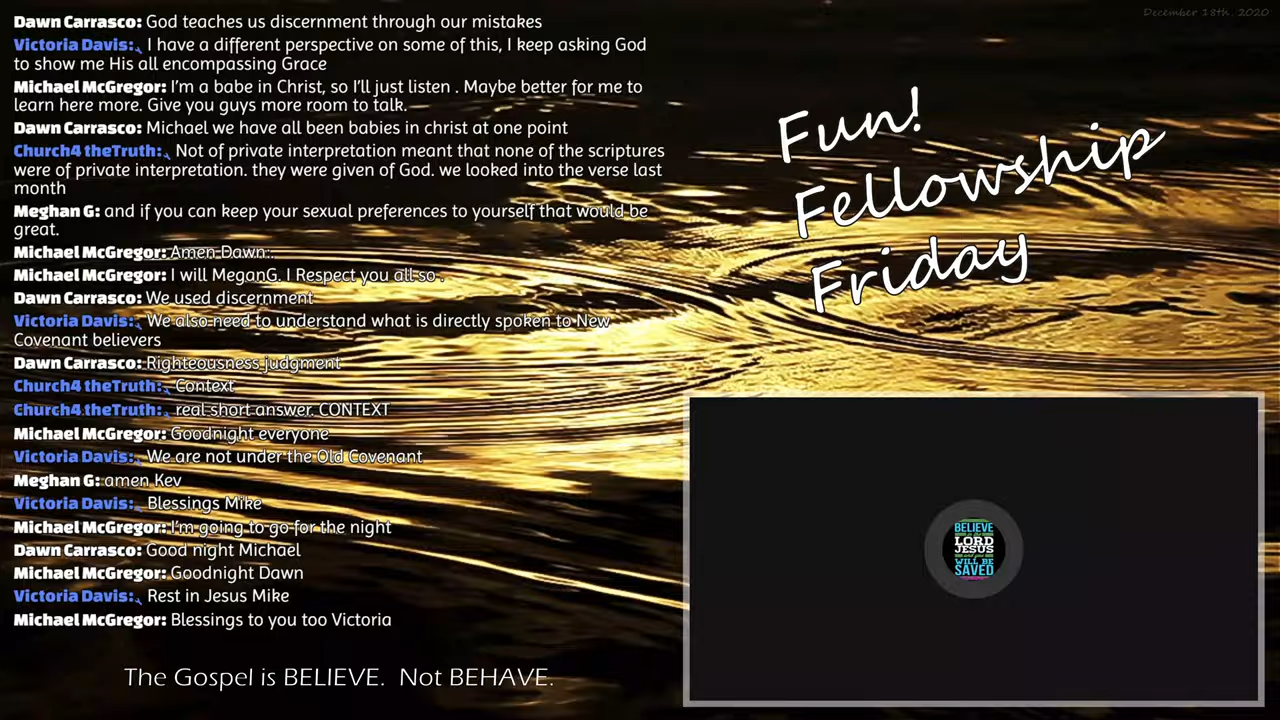 Dawn Carrasco: God teaches us discernment through our mistakes
Victoria Davis: I have a different perspective on some of this, I keep asking God
to show me His all encompassing Grace
Michael McGregor: I'm a babe in Christ, so I'll just listen . Maybe better for me to
learn here more. Give you guys more room to talk.
Dawn Carrasco: Michael we have all been babies in christ at one point
Church4 theTruth: Not of private interpretation meant that none of the scriptures
were of private interpretation. they were given of God. we looked into the verse last
month
Meghan G: and if you can keep your sexual preferences to yourself that would be
great.
Michael McGregor: Amen Dawn:.
Michael McGregor: I will MeganG. I Respect you all so .
Dawn Carrasco: We used discernment
Victoria Davis: We also need to understand what is directly spoken to New
Covenant believers
Dawn Carrasco: Righteousness judgment
Church4 theTruth: Context
Church4 theTruth: real short answer. CONTEXT
Michael McGregor: Goodnight everyone
Victoria Davis: We are not under the Old Covenant
Meghan G: amen Kev
Victoria Davis: Blessings Mike
Michael McGregor: I'm going to go for the night
Dawn Carrasco: Good night Michael
Michael McGregor: Goodnight Dawn
Victoria Davis: Rest in Jesus Mike
Michael McGregor: Blessings to you too Victoria
The Gospel is BELIEVE. Not BEHAVE.
December 18th, 2020
Fun!
Fellowship
Friday
BELIEVE
LORD
JESUS
WILL BE
SAVED